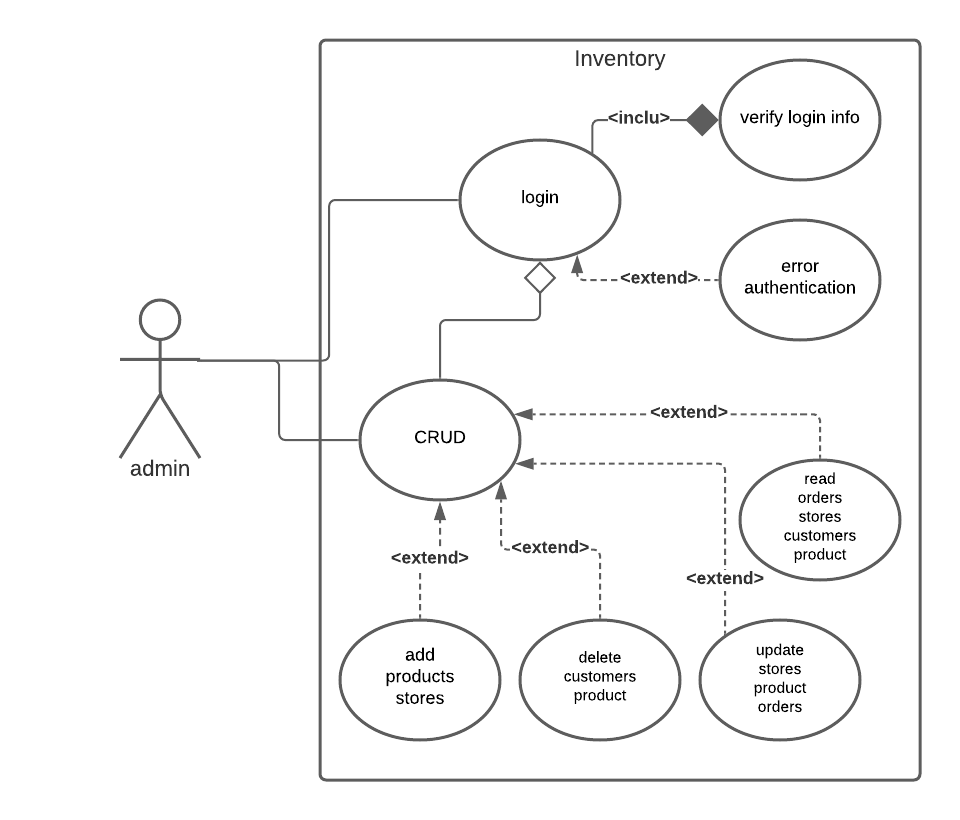 Inventory
<inclu>
verify login info
login
<extend>
error
authentication
admin
CRUD
<extend>
read
orders
stores
customers
product
<extend>
<extend>
<extend>
add
products
stores
delete
customers
product
update
stores
product
orders